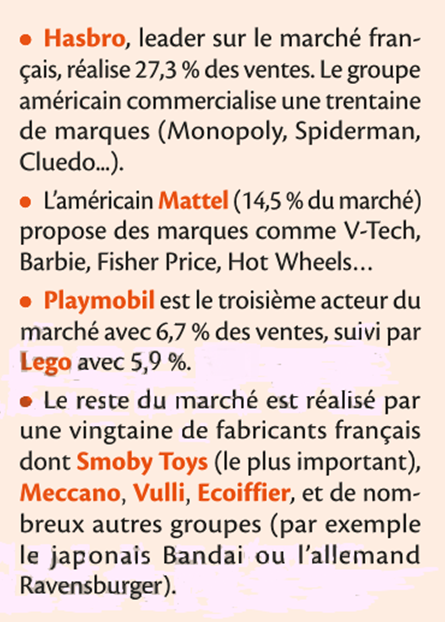 • Hasbro, leader sur le marché fran-
çais, réalise 27,3 % des ventes. Le groupe
américain commercialise une trentaine
de marques (Monopoly, Spiderman,
Cluedo...).
• L'américain Mattel (14,5 % du marché)
propose des marques comme V-Tech,
Barbie, Fisher Price, Hot Wheels...
• Playmobil est le troisième acteur du
marché avec 6,7 % des ventes, suivi par
Lego avec 5,9 %.
• Le reste du marché est réalisé par
une vingtaine de fabricants français
dont Smoby Toys (le plus important),
Meccano, Vulli, Ecoiffier, et de nom-
breux autres groupes (par exemple
le japonais Bandai ou l'allemand
Ravensburger).